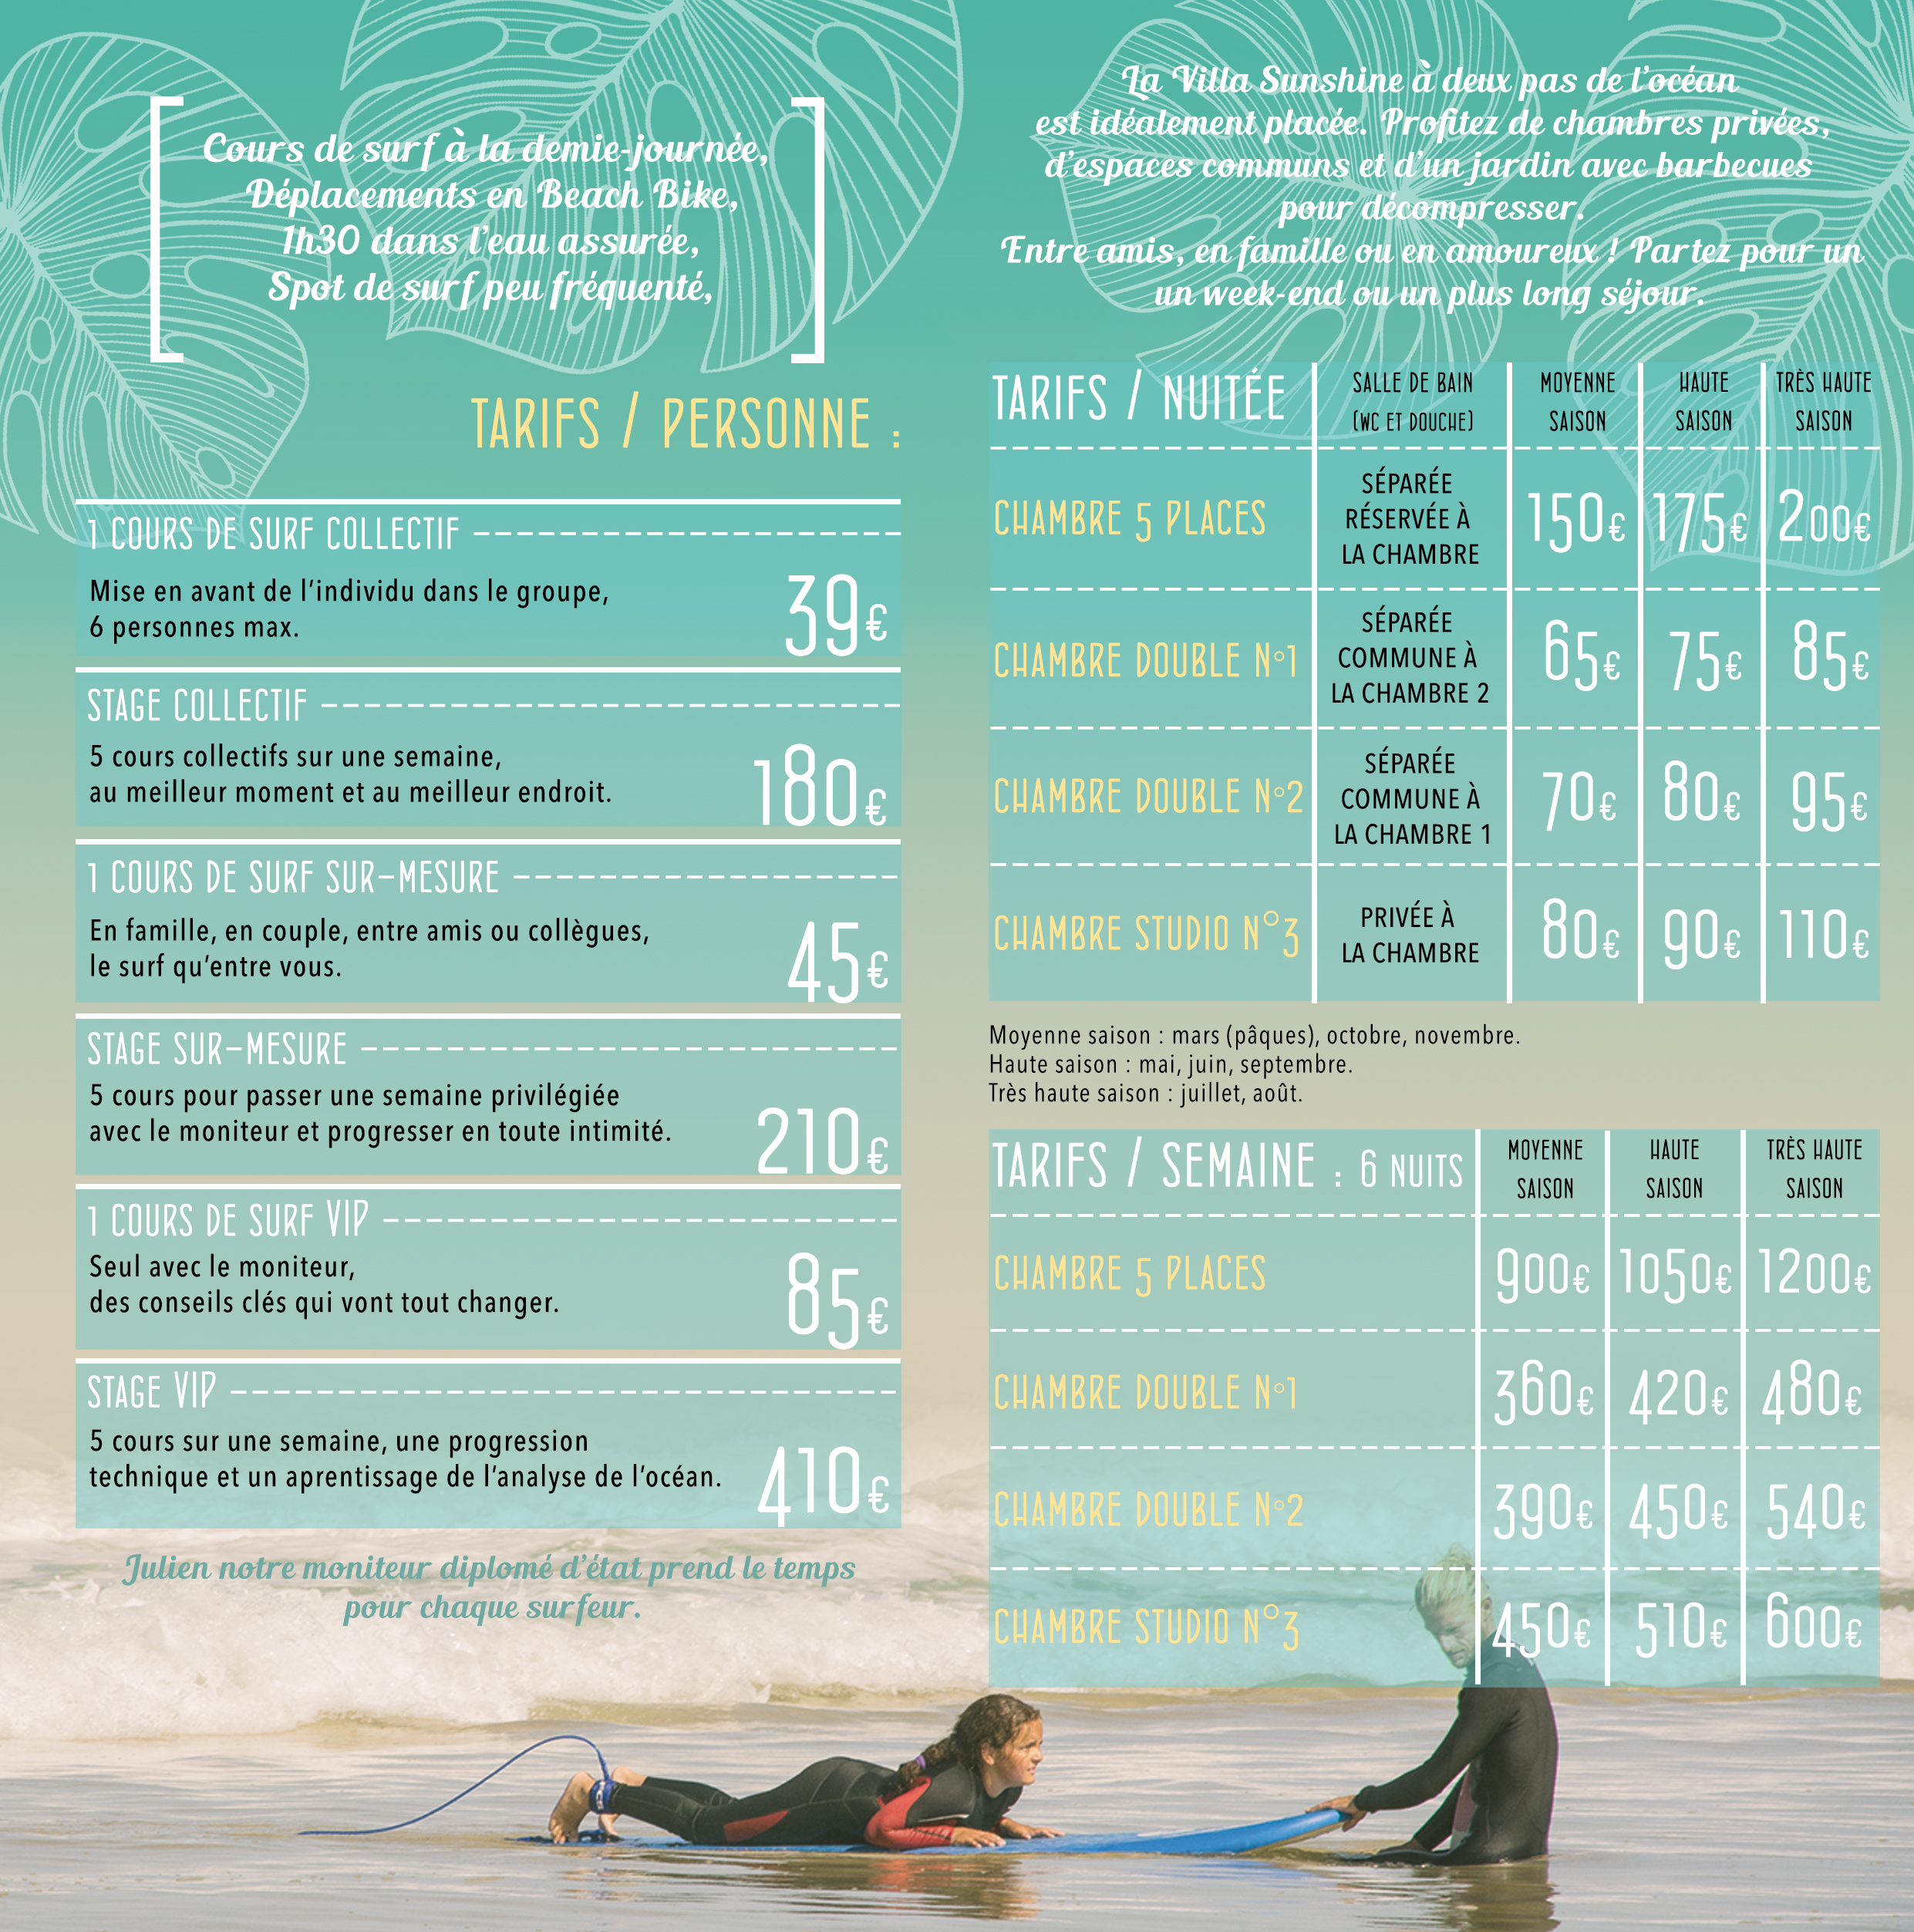 Cours de surf à la demie-journée,
Déplacements en Beach Bike,
1h30 dans l'eau assurée,
Spot de surf peu fréquenté,
TARIFS / PERSONNE :
1 COURS DE SURF COLLECTIF
Mise en avant de l'individu dans le groupe,
6 personnes max.
39€
STAGE COLLECTIF
5 cours collectifs sur une semaine,
au meilleur moment et au meilleur endroit.
180€
1 COURS DE SURF SUR-MESURE
En famille, en couple, entre amis ou collègues,
le surf qu'entre vous.
45€
STAGE SUR-MESURE
5 cours pour passer une semaine privilégiée
avec le moniteur et progresser en toute intimité.
210€
1 COURS DE SURF VIP
Seul avec le moniteur,
des conseils clés qui vont tout changer.
85€
STAGE VIP
5 cours sur une semaine, une progression
technique et un aprentissage de l'analyse de l'océan.
410€
Julien notre moniteur diplomé d'état prend le temps
pour chaque surfeur.
La Villa Sunshine à deux pas de l'océan
est idéalement placée. Profitez de chambres privées,
d'espaces communs et d'un jardin avec barbecues
pour décompresser.
Entre amis, en famille ou en amoureux ! Partez pour un
un week-end ou un plus long séjour.
TARIFS / NUITÉE
SALLE DE BAIN
(WC ET DOUCHE)
MOYENNE
SAISON
HAUTE
SAISON
TRÈS HAUTE
SAISON
CHAMBRE 5 PLACES
SÉPARÉE
RÉSERVÉE À
LA CHAMBRE
150€ 175€ 200€
CHAMBRE DOUBLE N°1
SÉPARÉE
COMMUNE À
LA CHAMBRE 2
65€ 75€ 85€
CHAMBRE DOUBLE N°2
SÉPARÉE
COMMUNE À
LA CHAMBRE 1
70€ 80€ 95€
CHAMBRE STUDIO N°3
PRIVÉE À
LA CHAMBRE
80€ 90€ 110€
Moyenne saison : mars (pâques), octobre, novembre.
Haute saison : mai, juin, septembre.
Très haute saison : juillet, août.
TARIFS / SEMAINE : 6 NUITS
MOYENNE
SAISON
HAUTE
SAISON
TRÈS HAUTE
SAISON
CHAMBRE 5 PLACES 900€ 1050€ 1200€
CHAMBRE DOUBLE N°1 360€ 420€ 480€
CHAMBRE DOUBLE N°2 390€ 450€ 540€
CHAMBRE STUDIO N°3 450€ 510€ 600€